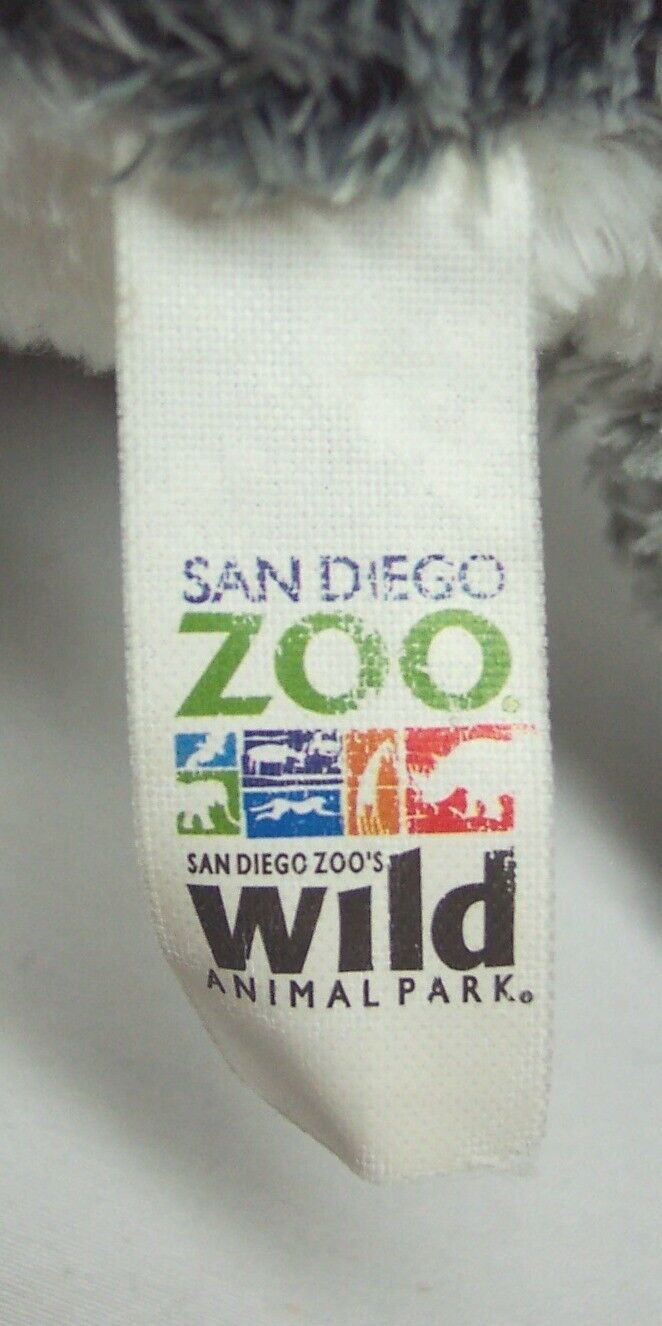 SAN DIEGO
ZOO®
SAN DIEGO ZOO'S
wild
ANIMAL PARK®